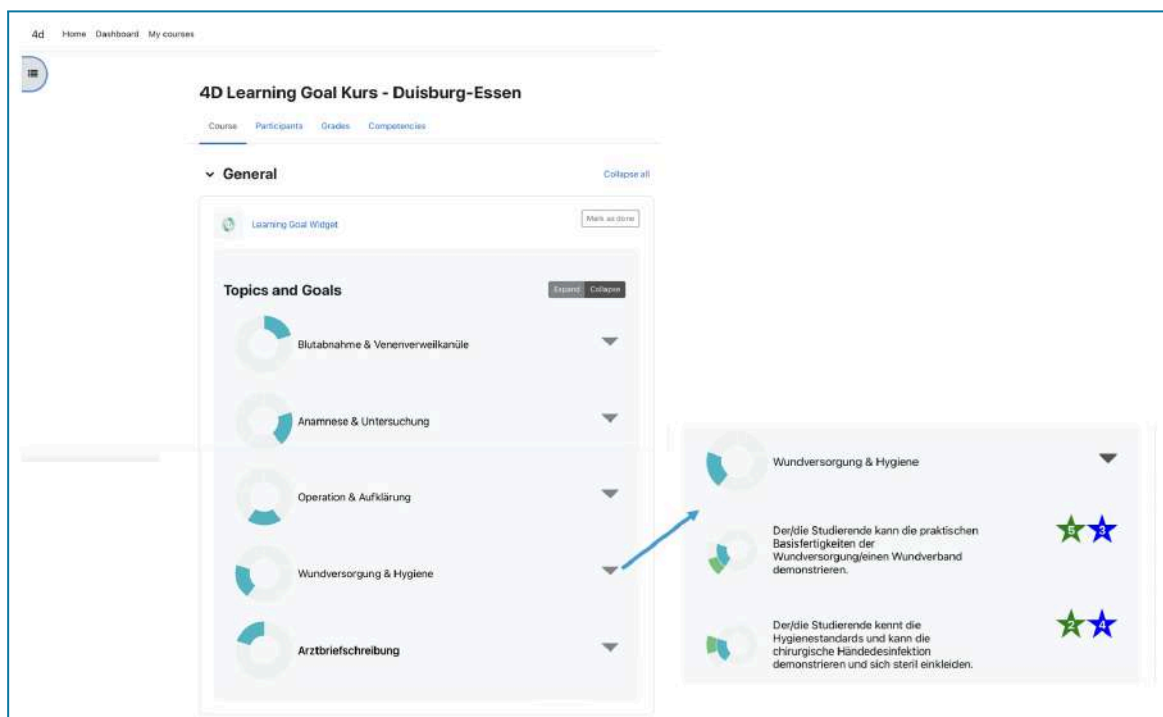 4d Home Dashboard My courses
4D Learning Goal Kurs - Duisburg-Essen
Course Participants Grades Competencies
General Collapse all
Learning Goal Widget Mark as done
Topics and Goals Expand Collapse
Blutabnahme & Venenverweilkanüle
Anamnese & Untersuchung
Operation & Aufklärung
Wundversorgung & Hygiene
Arztbriefschreibung
Wundversorgung & Hygiene
Der/die Studierende kann die praktischen
Basisfertigkeiten der
Wundversorgung/einen Wundverband
demonstrieren.
5 3
Der/die Studierende kennt die
Hygienestandards und kann die
chirurgische Händedesinfektion
demonstrieren und sich steril einkleiden.
2 4